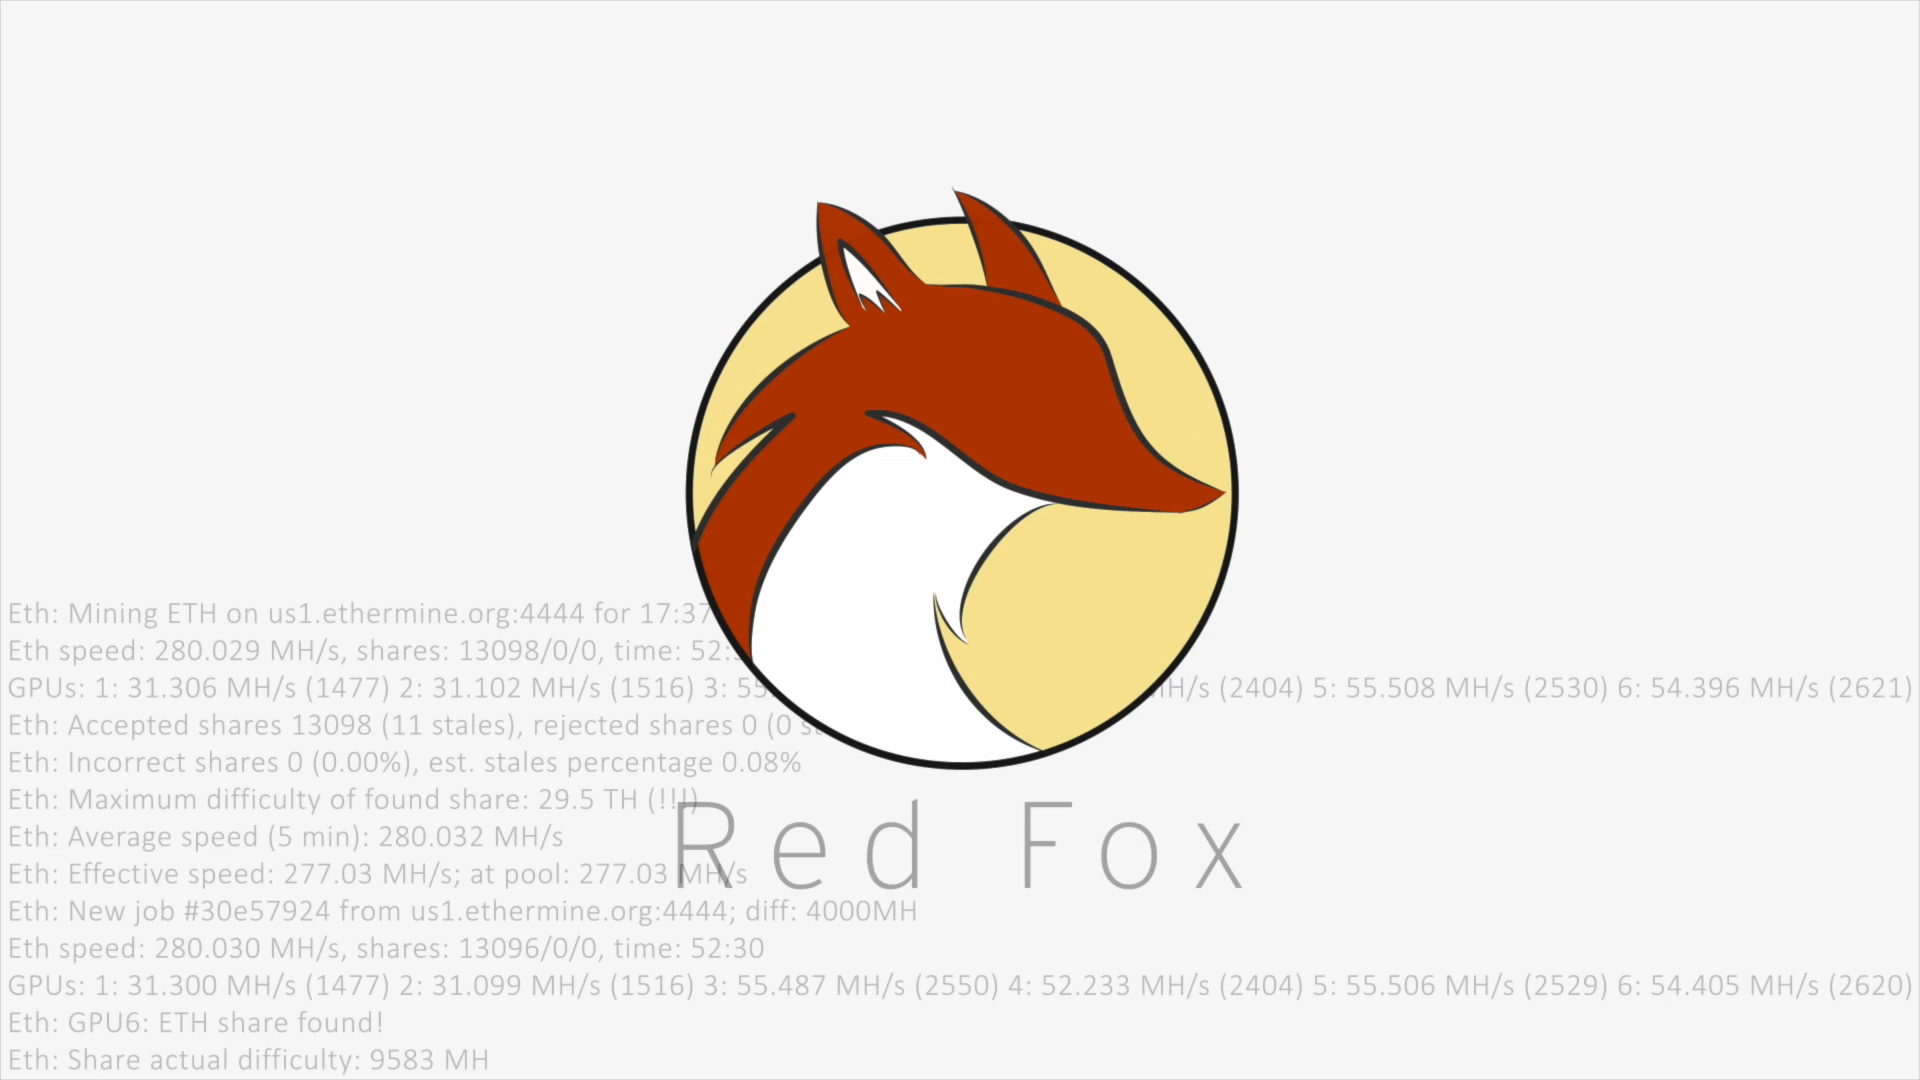 Eth: Mining ETH on us1.ethermine.org:4444 for 17:37
Eth speed: 280.029 MH/s, shares: 13098/0/0, time: 52:
GPUs: 1: 31.306 MH/s (1477) 2: 31.102 MH/s (1516) 3: 55. MH/s (2404) 5: 55.508 MH/s (2530) 6: 54.396 MH/s (2621)
Eth: Accepted shares 13098 (11 stales), rejected shares 0 (0
Eth: Incorrect shares 0 (0.00%), est. stales percentage 0.08%
Eth: Maximum difficulty of found share: 29.5 TH (!!!)
Red Fox
Eth: Average speed (5 min): 280.032 MH/s
Eth: Effective speed: 277.03 MH/s; at pool: 277.03 MH/s
Eth: New job #30e57924 from us1.ethermine.org:4444; diff: 4000MH
Eth speed: 280.030 MH/s, shares: 13096/0/0, time: 52:30
GPUs: 1: 31.300 MH/s (1477) 2: 31.099 MH/s (1516) 3: 55.487 MH/s (2550) 4: 52.233 MH/s (2404) 5: 55.506 MH/s (2529) 6: 54.405 MH/s (2620)
Eth: GPU6: ETH share found!
Eth: Share actual difficulty: 9583 MH